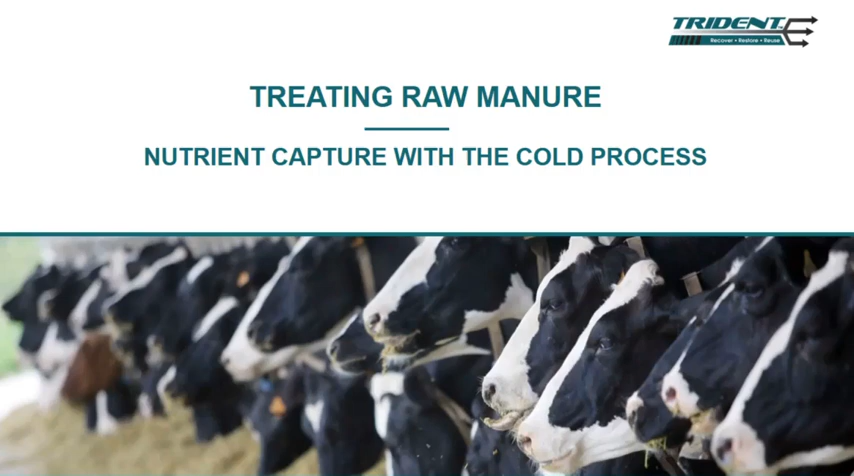 TRIDENT
Recover • Restore • Reuse
TREATING RAW MANURE
NUTRIENT CAPTURE WITH THE COLD PROCESS